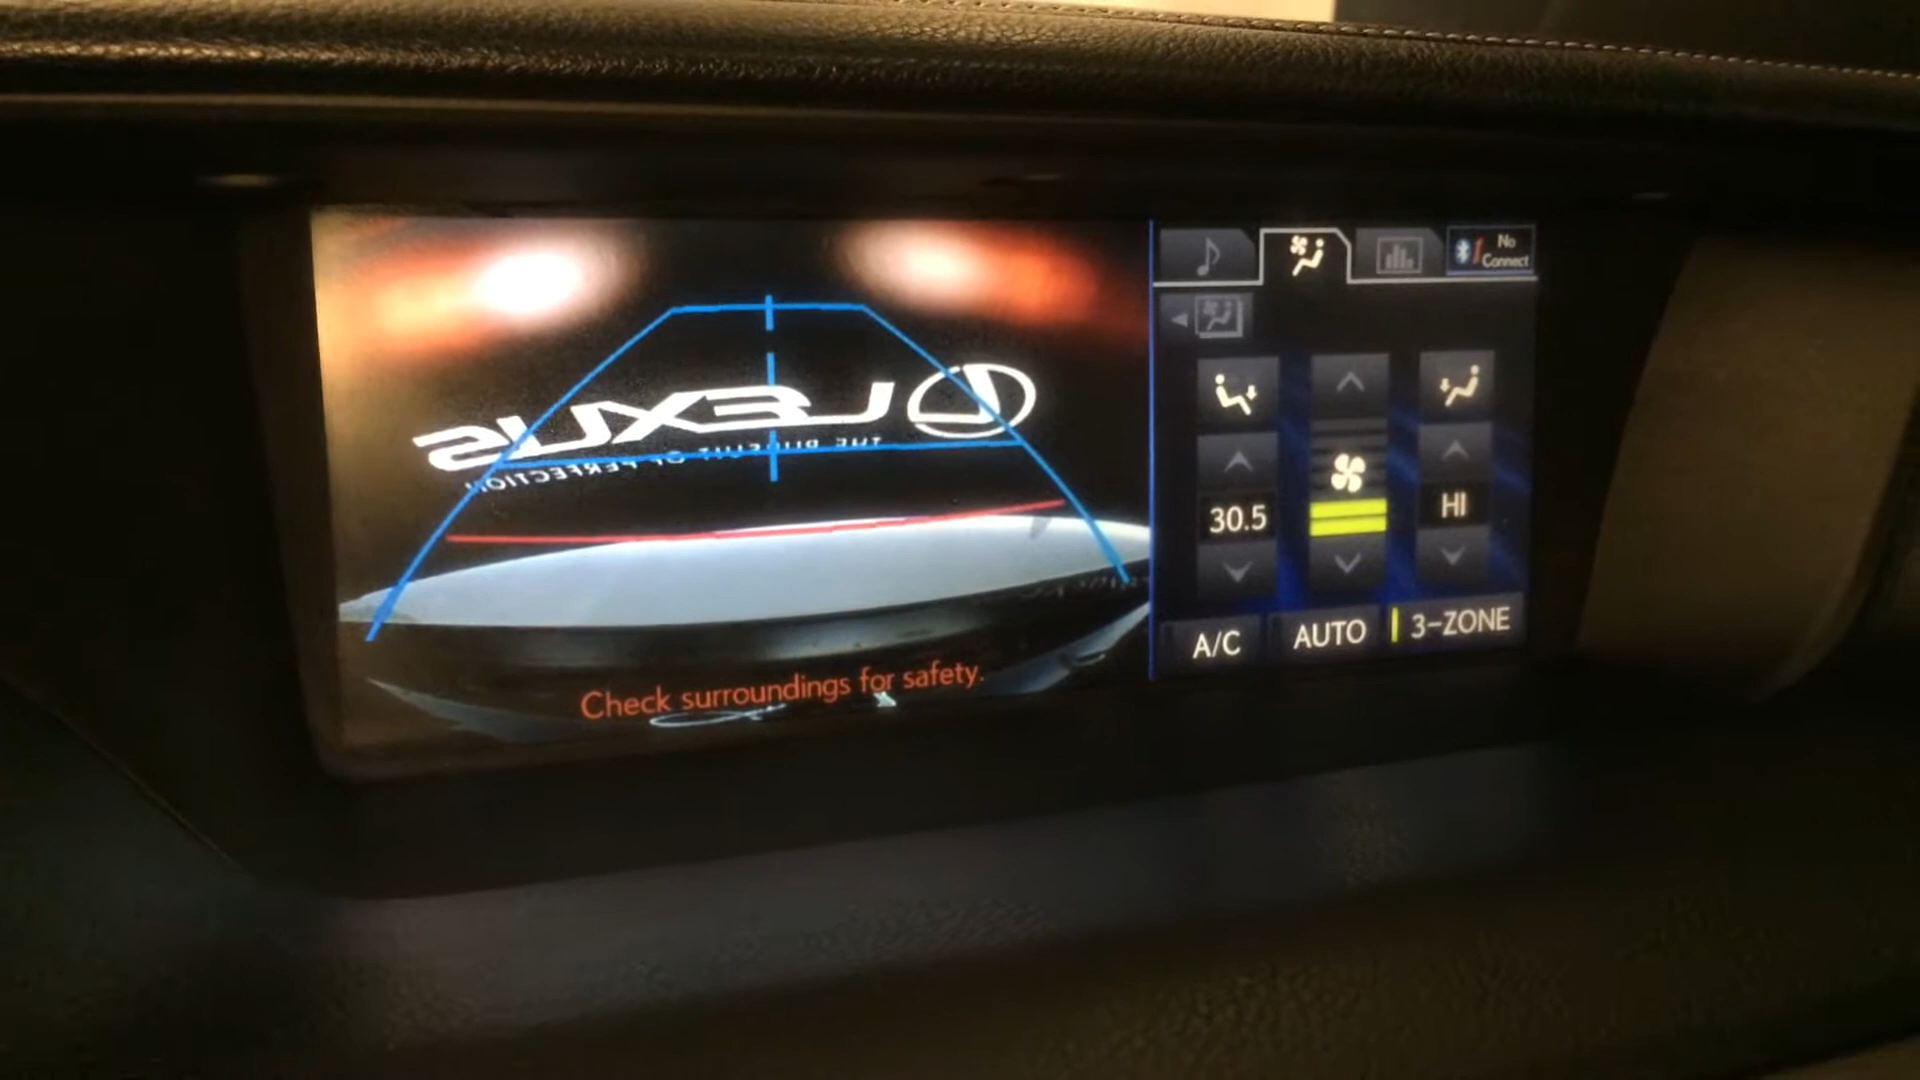 LEXUS
THE PURSUIT OF PERFECTION
Check surroundings for safety.
No
Connect
30.5
HI
A/C
AUTO
3-ZONE